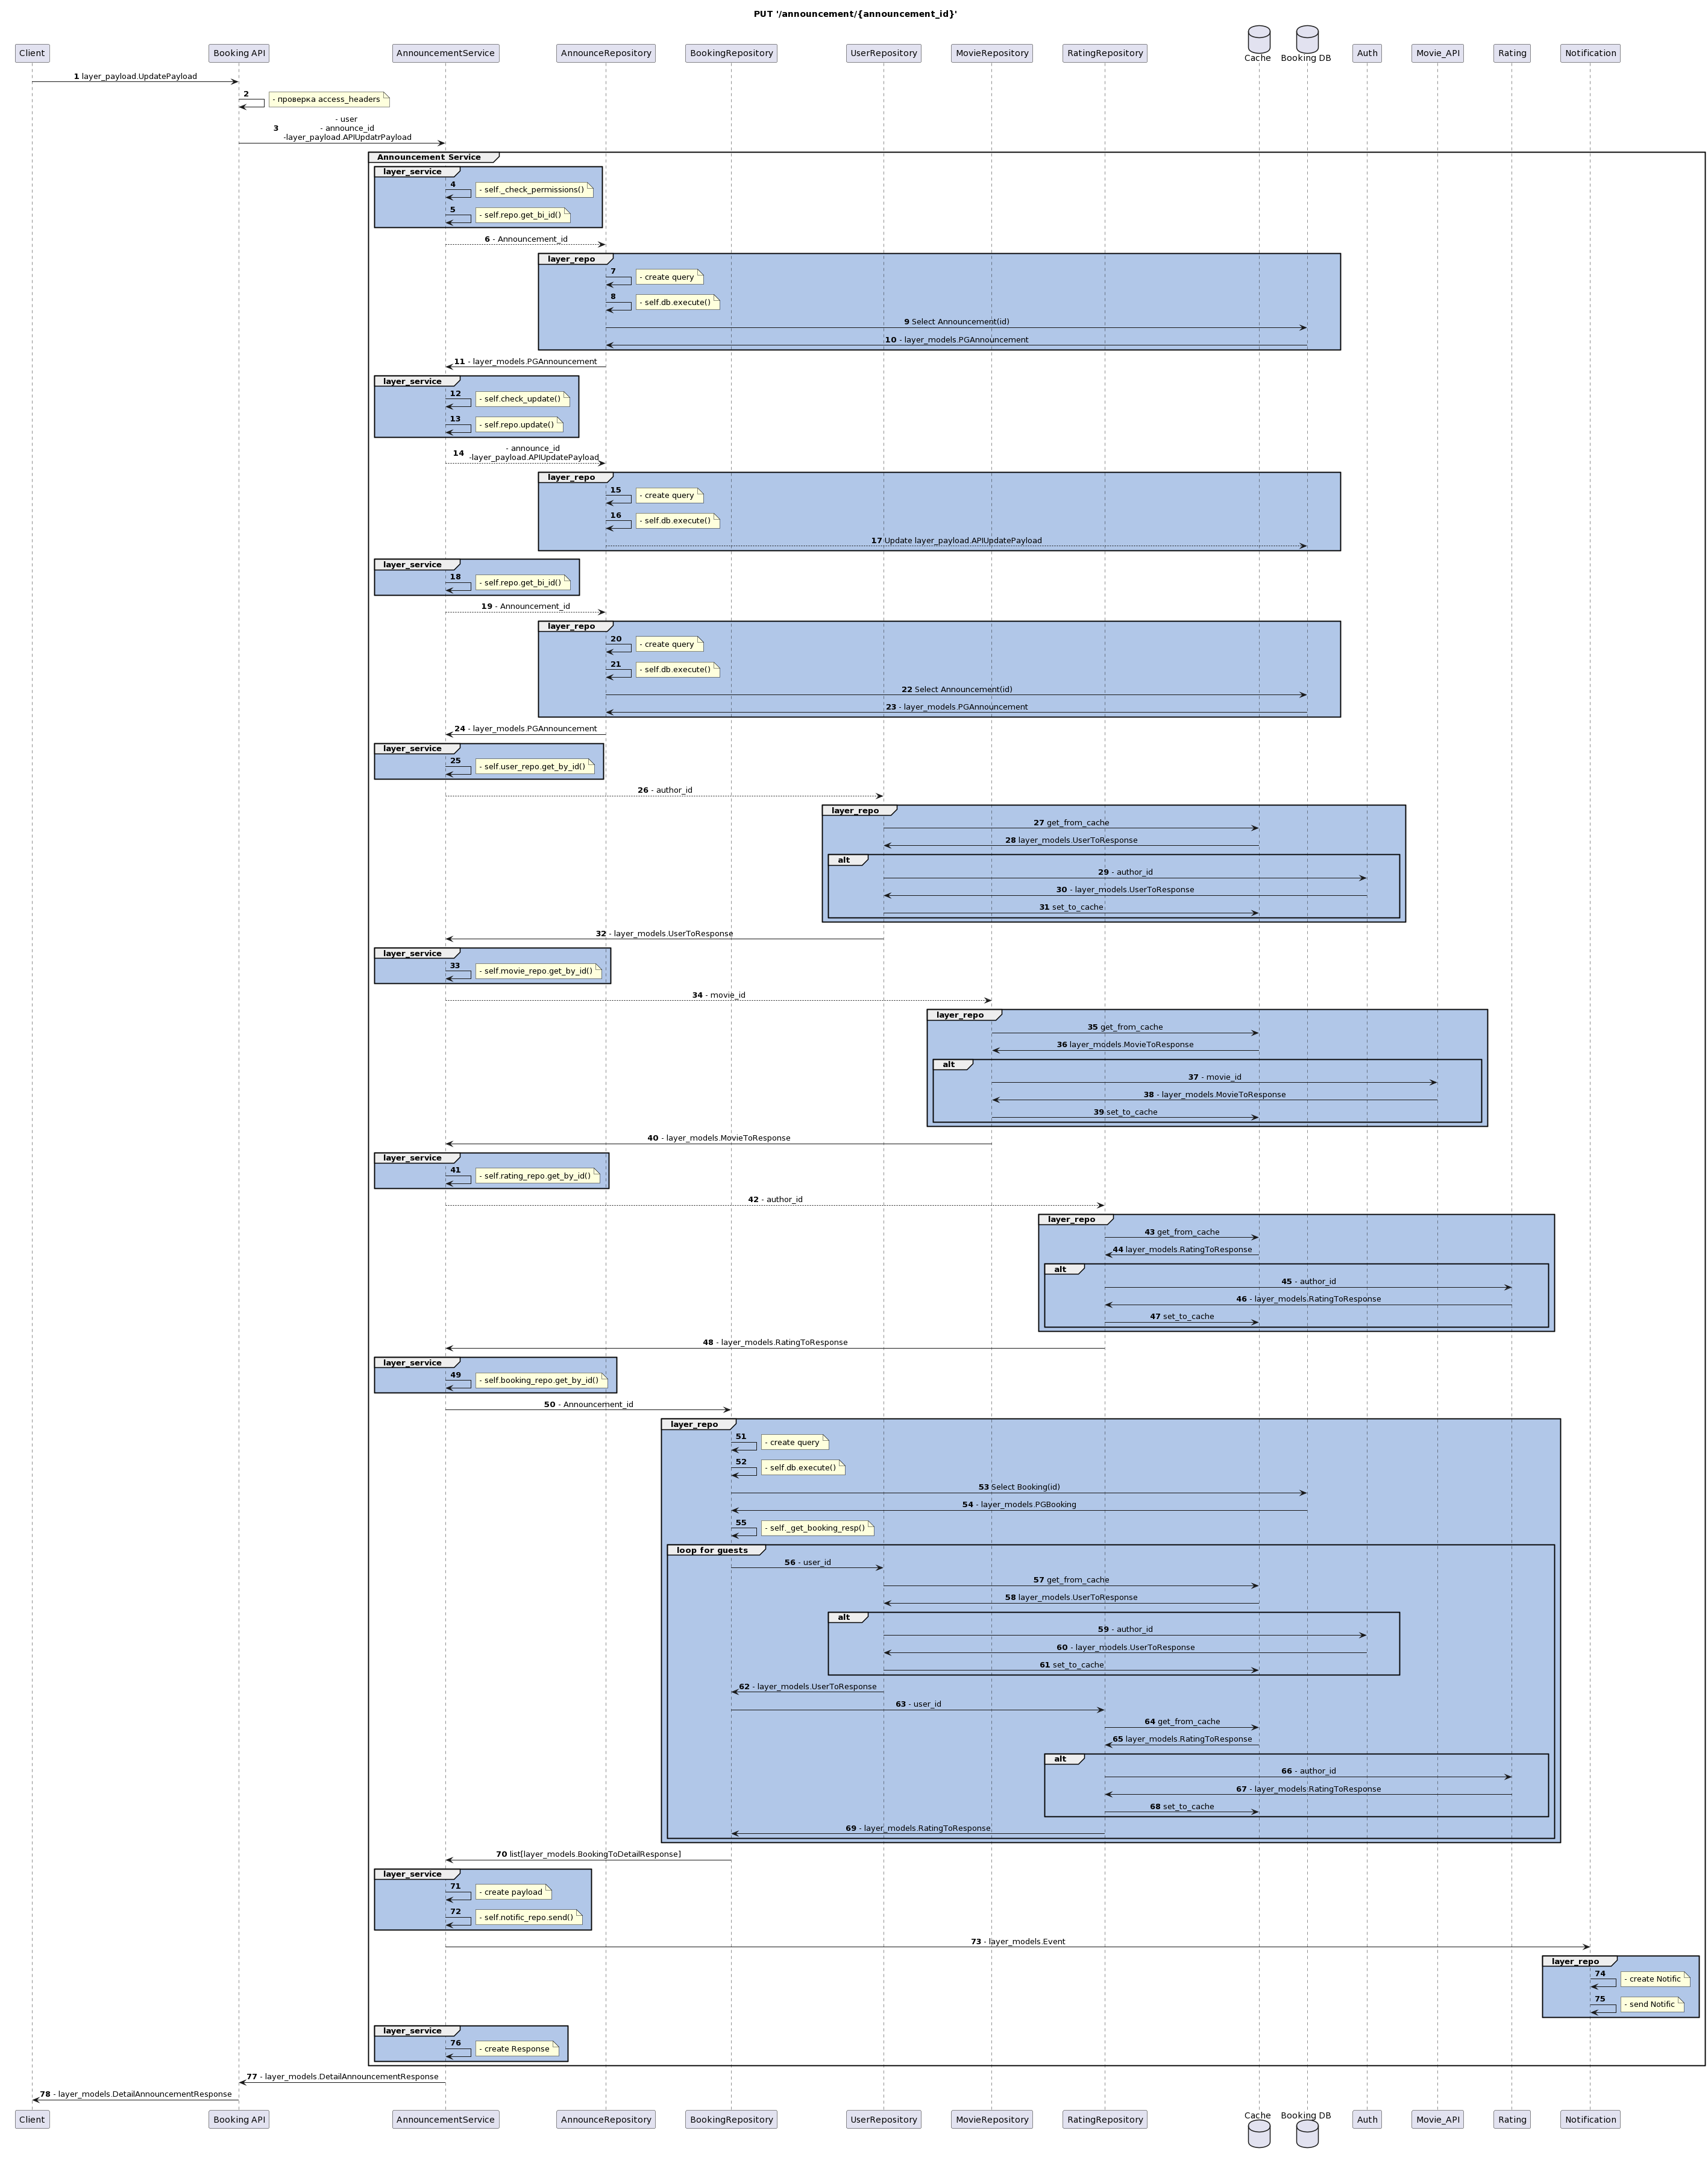 PUT '/announcement/{announcement_id}'
Client
Booking API
AnnouncementService
AnnounceRepository
BookingRepository
UserRepository
MovieRepository
RatingRepository
Cache
Booking DB
Auth
Movie_API
Rating
Notification
1 layer_payload.UpdatePayload
2
- проверка access_headers
- user
3 - announce_id
-layer_payload.APIUpdatrPayload
Announcement Service
layer_service
4
- self._check_permissions()
5
- self.repo.get_bi_id()
6 - Announcement_id
layer_repo
7
- create query
8
- self.db.execute()
9 Select Announcement(id)
10 - layer_models.PGAnnouncement
11 - layer_models.PGAnnouncement
layer_service
12
- self.check_update()
13
- self.repo.update()
- announce_id
14
-layer_payload.APIUpdatePayload
layer_repo
15
- create query
16
- self.db.execute()
17 Update layer_payload.APIUpdatePayload
layer_service
18
- self.repo.get_bi_id()
19 - Announcement_id
layer_repo
20
- create query
21
- self.db.execute()
22 Select Announcement(id)
23 - layer_models.PGAnnouncement
24 - layer_models.PGAnnouncement
layer_service
25
- self.user_repo.get_by_id()
26 - author_id
layer_repo
27 get_from_cache
28 layer_models.UserToResponse
alt
29 - author_id
30 - layer_models.UserToResponse
31 set_to_cache
32 - layer_models.UserToResponse
layer_service
33
- self.movie_repo.get_by_id()
34 - movie_id
layer_repo
35 get_from_cache
36 layer_models.MovieToResponse
alt
37 - movie_id
38 - layer_models.MovieToResponse
39 set_to_cache
40 - layer_models.MovieToResponse
layer_service
41
- self.rating_repo.get_by_id()
42 - author_id
layer_repo
43 get_from_cache
44 layer_models.RatingToResponse
alt
45 - author_id
46 - layer_models.RatingToResponse
47 set_to_cache
48 - layer_models.RatingToResponse
layer_service
49
- self.booking_repo.get_by_id()
50 - Announcement_id
layer_repo
51
- create query
52
- self.db.execute()
53 Select Booking(id)
54 - layer_models.PGBooking
55
- self._get_booking_resp()
loop for guests
56 - user_id
57 get_from_cache
58 layer_models.UserToResponse
alt
59 - author_id
60 - layer_models.UserToResponse
61 set_to_cache
62 - layer_models.UserToResponse
63 - user_id
64 get_from_cache
65 layer_models.RatingToResponse
alt
66 - author_id
67 - layer_models.RatingToResponse
68 set_to_cache
69 - layer_models.RatingToResponse
70 list[layer_models.BookingToDetailResponse]
layer_service
71
- create payload
72
- self.notific_repo.send()
73 - layer_models.Event
layer_repo
74
- create Notific
75
- send Notific
layer_service
76
- create Response
77 - layer_models.DetailAnnouncementResponse
78 - layer_models.DetailAnnouncementResponse
Client
Booking API
AnnouncementService
AnnounceRepository
BookingRepository
UserRepository
MovieRepository
RatingRepository
Cache
Booking DB
Auth
Movie_API
Rating
Notification